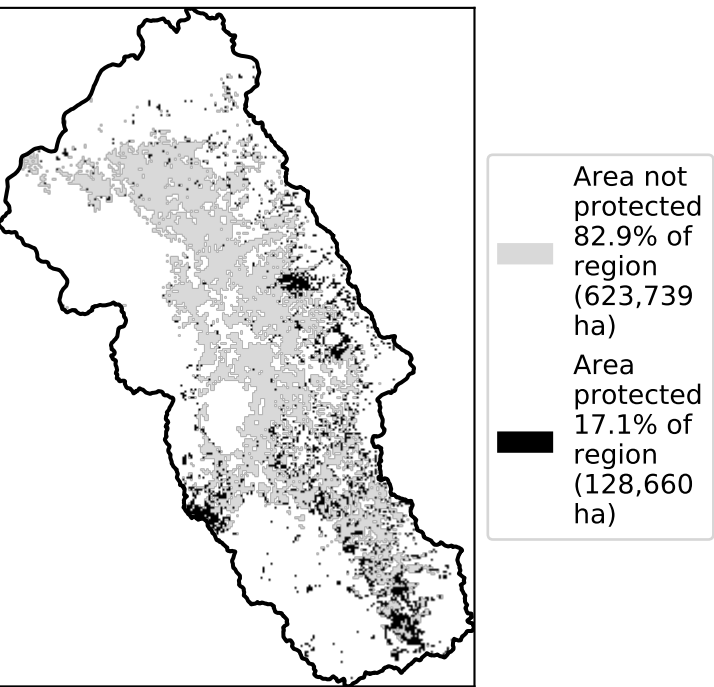 Area not
protected
82.9% of
region
(623,739
ha)
Area
protected
17.1% of
region
(128,660
ha)